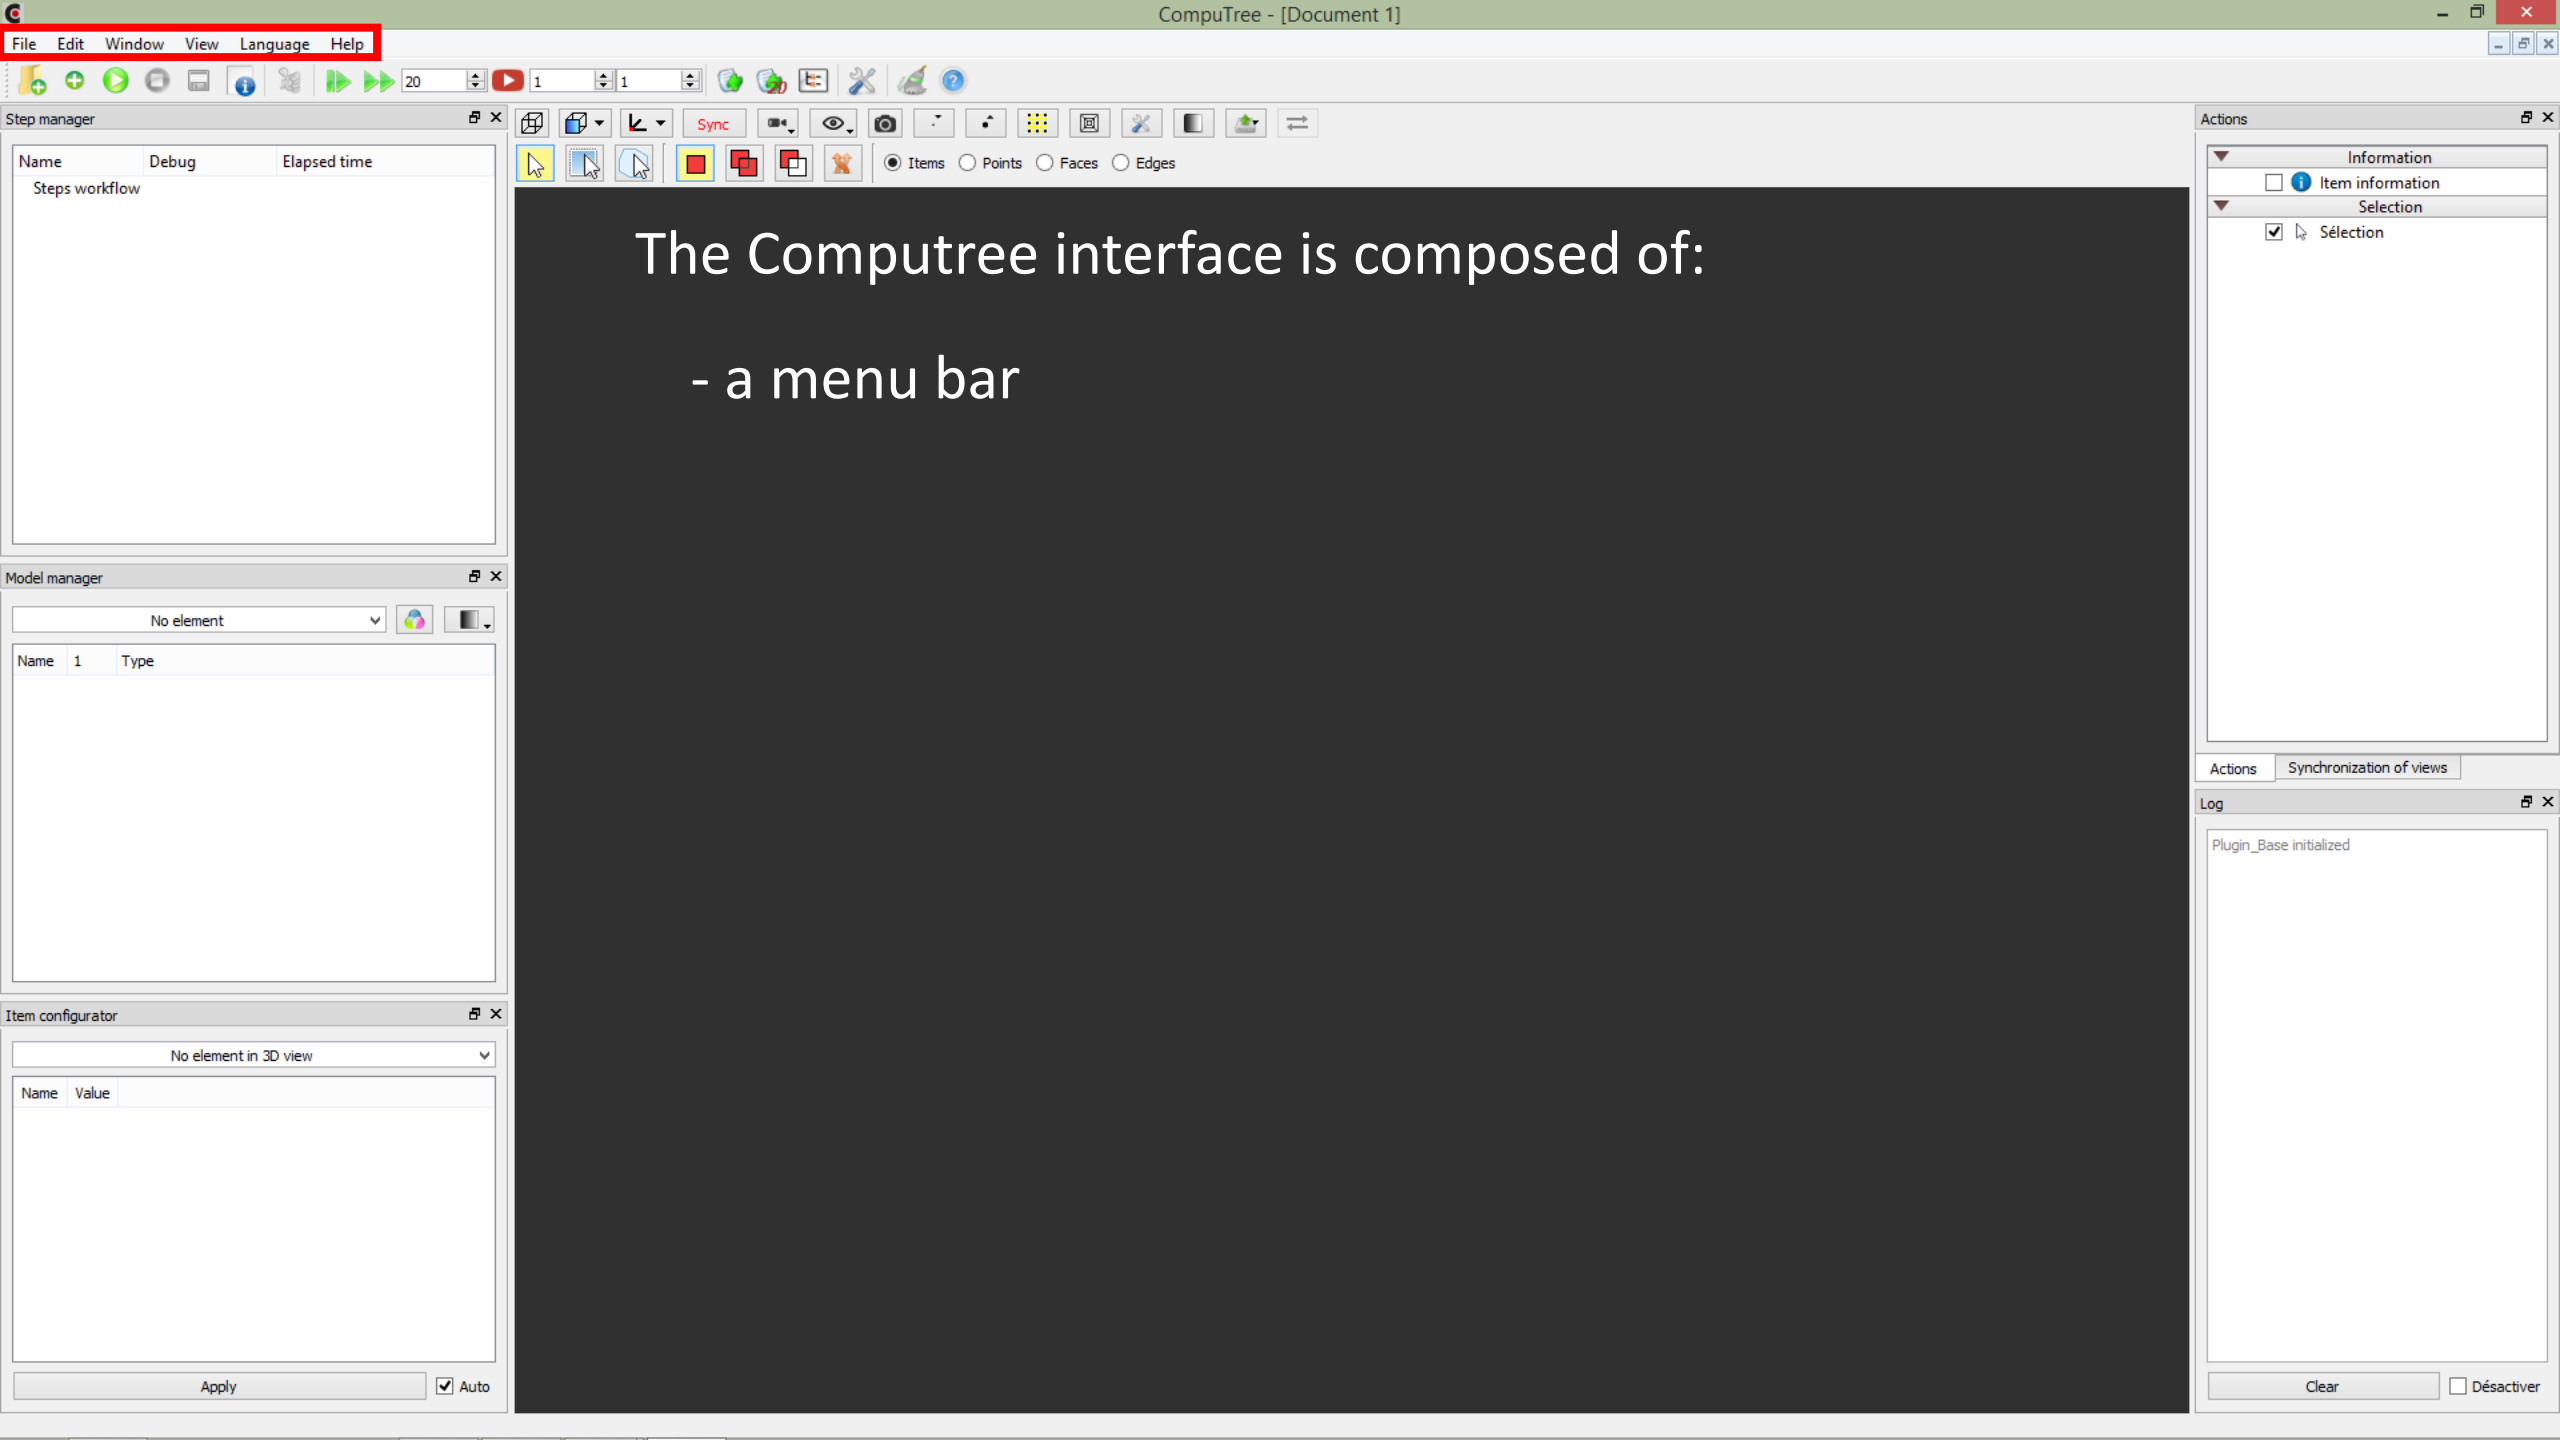 CompuTree - [Document 1]
File Edit Window View Language Help
20 1 1
Step manager
Sync
Actions
Name Debug Elapsed time
Items Points Faces Edges
Information
Steps workflow
Item information
Selection
Sélection
The Computree interface is composed of:
- a menu bar
Model manager
No element
Name 1 Type
Actions Synchronization of views
Log
Plugin_Base initialized
Item configurator
No element in 3D view
Name Value
Apply Auto
Clear Désactiver